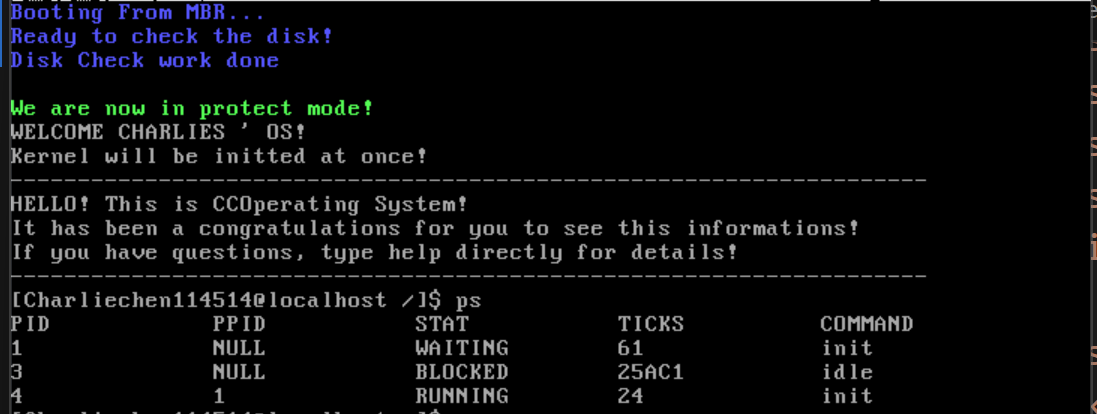 Booting From MBR...
Ready to check the disk!
Disk Check work done
We are now in protect mode!
WELCOME CHARLIES ' OS!
Kernel will be initted at once!
--------------------------------------------------------------------
HELLO! This is CCOperating System!
It has been a congratulations for you to see this informations!
If you have questions, type help directly for details!
--------------------------------------------------------------------
[Charliechen114514@localhost /]$ ps
PID PPID STAT TICKS COMMAND
1 NULL WAITING 61 init
3 NULL BLOCKED 25AC1 idle
4 1 RUNNING 24 init
[Charliechen114514@localhost /]$